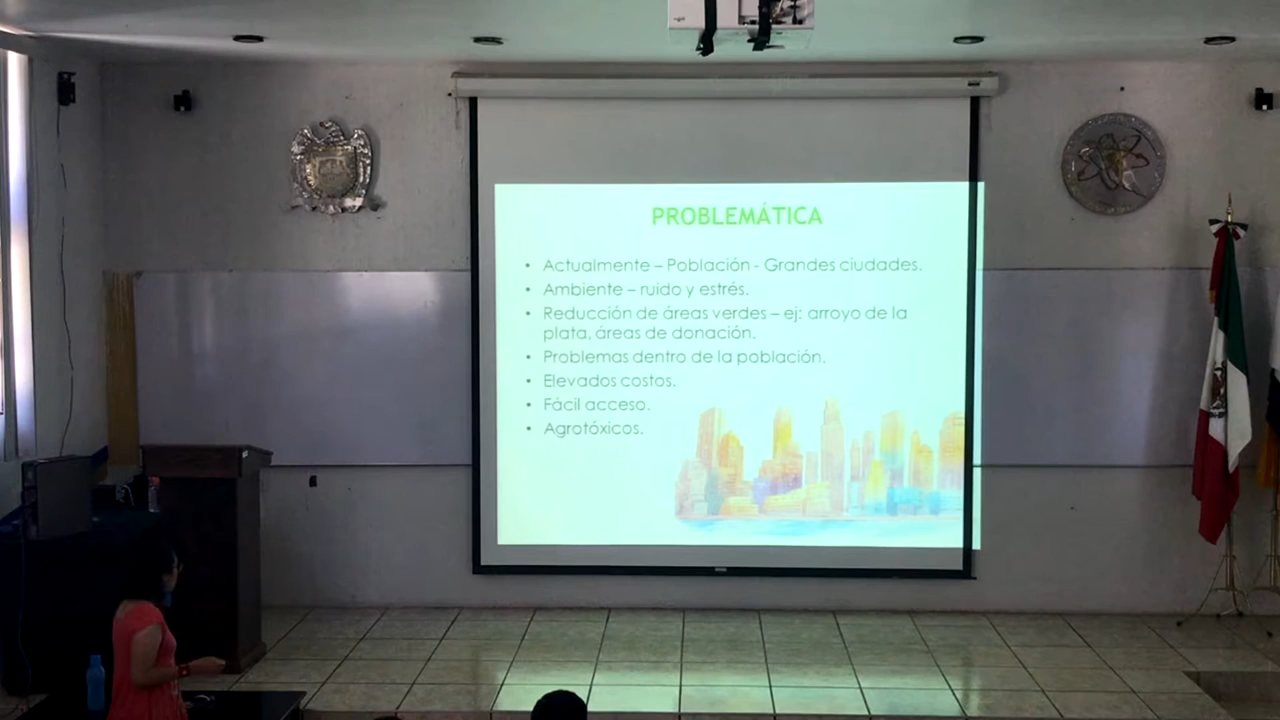 PROBLEMÁTICA
• Actualmente – Población - Grandes ciudades.
• Ambiente – ruido y estrés.
• Reducción de áreas verdes – ej: arroyo de la
plata, áreas de donación.
• Problemas dentro de la población.
• Elevados costos.
• Fácil acceso.
• Agrotóxicos.